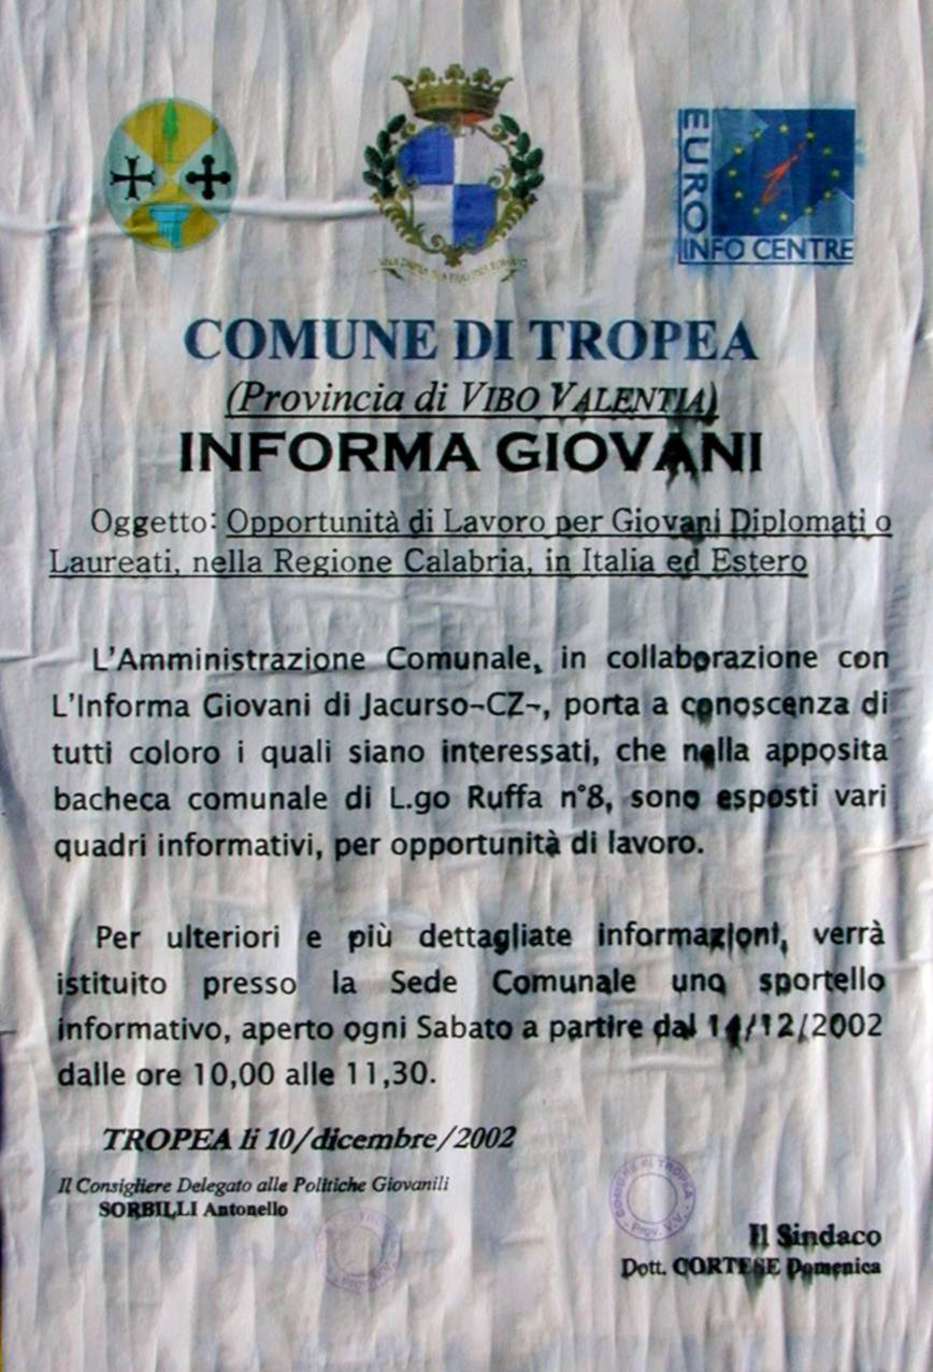 EURO
INFO CENTRE
COMUNE DI TROPEA
(Provincia di VIBO VALENTIA)
INFORMA GIOVANI
Oggetto: Opportunità di Lavoro per Giovani Diplomati o
Laureati, nella Regione Calabria, in Italia ed Estero
L'Amministrazione Comunale, in collaborazione con
L'Informa Giovani di Jacurso-CZ-, porta a conoscenza di
tutti coloro i quali siano interessati, che nella apposita
bacheca comunale di L.go Ruffa n°8, sono esposti vari
quadri informativi, per opportunità di lavoro.
Per ulteriori e più dettagliate informazioni, verrà
istituito presso la Sede Comunale uno sportello
informativo, aperto ogni Sabato a partire dal 14/12/2002
dalle ore 10,00 alle 11,30.
TROPEA li 10/dicembre/2002
Il Consigliere Delegato alle Politiche Giovanili
SORBILLI Antonello
COMUNE DI TROPEA
- Prov. V.V. -
Il Sindaco
Dott. CORTESE Domenica